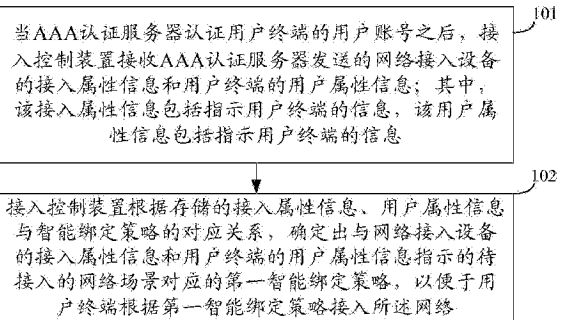 101
当AAA认证服务器认证用户终端的用户账号之后，接
入控制装置接收AAA认证服务器发送的网络接入设备
的接入属性信息和用户终端的用户属性信息；其中，
该接入属性信息包括指示用户终端的信息，该用户属
性信息包括指示用户终端的信息
102
接入控制装置根据存储的接入属性信息、用户属性信息
与智能绑定策略的对应关系，确定出与网络接入设备
的接入属性信息和用户终端的用户属性信息指示的待
接入的网络场景对应的第一智能绑定策略，以便于用
户终端根据第一智能绑定策略接入所述网络